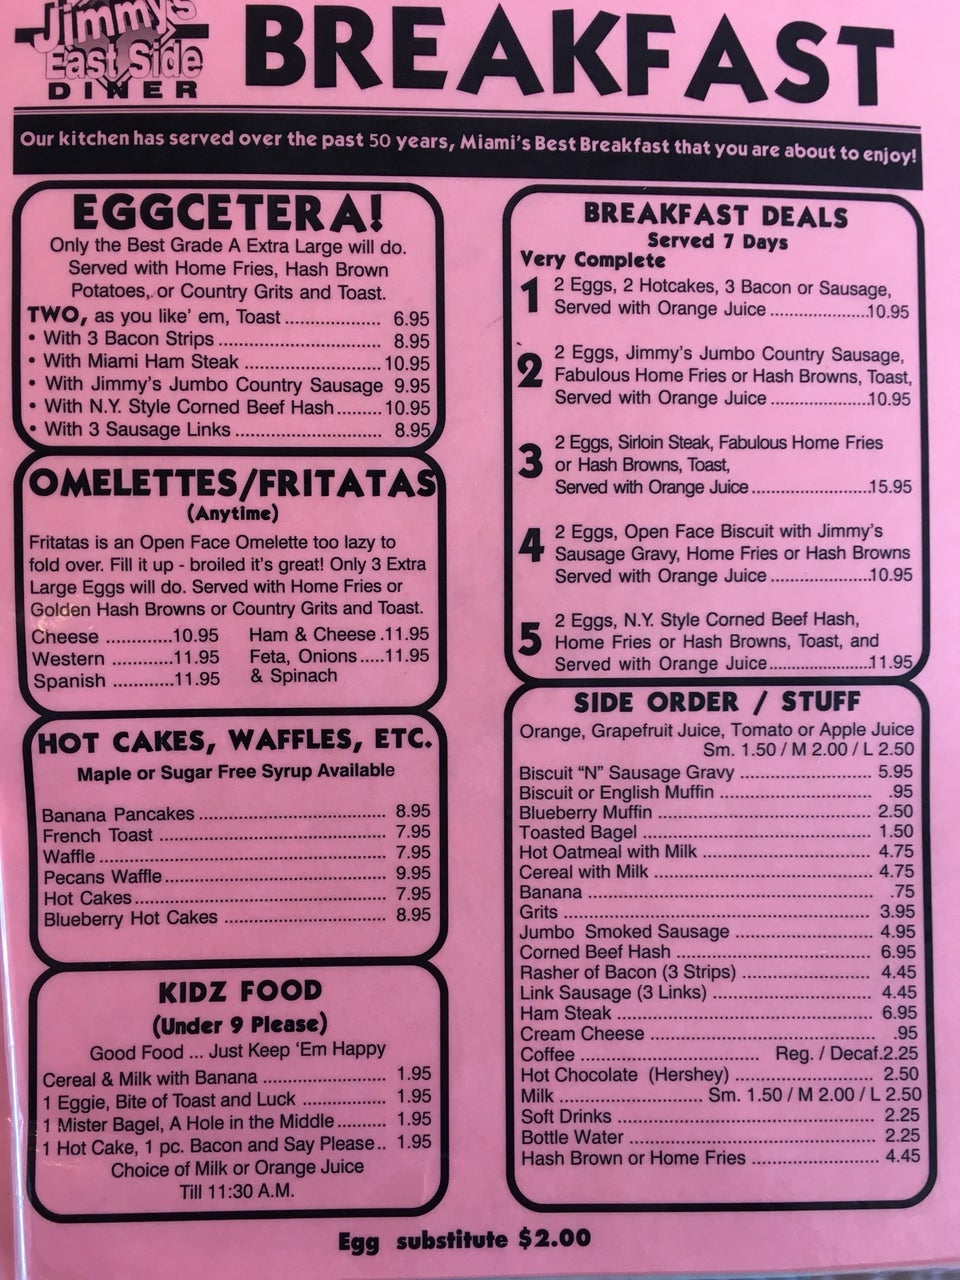 Jimmy's
East Side
DINER
BREAKFAST
Our kitchen has served over the past 50 years, Miami's Best Breakfast that you are about to enjoy!
EGGCETERA!
Only the Best Grade A Extra Large will do.
Served with Home Fries, Hash Brown
Potatoes, or Country Grits and Toast.
TWO, as you like' em, Toast .................. 6.95
• With 3 Bacon Strips ............................... 8.95
• With Miami Ham Steak .......................... 10.95
• With Jimmy's Jumbo Country Sausage 9.95
• With N.Y. Style Corned Beef Hash......... 10.95
• With 3 Sausage Links ............................ 8.95
OMELETTES/FRITATAS
(Anytime)
Fritatas is an Open Face Omelette too lazy to
fold over. Fill it up - broiled it's great! Only 3 Extra
Large Eggs will do. Served with Home Fries or
Golden Hash Browns or Country Grits and Toast.
Cheese .............10.95 Ham & Cheese .11.95
Western ............11.95 Feta, Onions.....11.95
Spanish ............11.95 & Spinach
HOT CAKES, WAFFLES, ETC.
Maple or Sugar Free Syrup Available
Banana Pancakes ..................................... 8.95
French Toast ............................................. 7.95
Waffle ......................................................... 7.95
Pecans Waffle............................................ 9.95
Hot Cakes.................................................. 7.95
Blueberry Hot Cakes ................................ 8.95
KIDZ FOOD
(Under 9 Please)
Good Food ... Just Keep 'Em Happy
Cereal & Milk with Banana ........................ 1.95
1 Eggie, Bite of Toast and Luck ................ 1.95
1 Mister Bagel, A Hole in the Middle.......... 1.95
1 Hot Cake, 1 pc. Bacon and Say Please.. 1.95
Choice of Milk or Orange Juice
Till 11:30 A.M.
BREAKFAST DEALS
Served 7 Days
Very Complete
1 2 Eggs, 2 Hotcakes, 3 Bacon or Sausage,
Served with Orange Juice ...................10.95
2 2 Eggs, Jimmy's Jumbo Country Sausage,
Fabulous Home Fries or Hash Browns, Toast,
Served with Orange Juice ...................10.95
3 2 Eggs, Sirloin Steak, Fabulous Home Fries
or Hash Browns, Toast,
Served with Orange Juice.......................15.95
4 2 Eggs, Open Face Biscuit with Jimmy's
Sausage Gravy, Home Fries or Hash Browns
Served with Orange Juice ...................10.95
5 2 Eggs, N.Y. Style Corned Beef Hash,
Home Fries or Hash Browns, Toast, and
Served with Orange Juice....................11.95
SIDE ORDER / STUFF
Orange, Grapefruit Juice, Tomato or Apple Juice
Sm. 1.50 / M 2.00 / L 2.50
Biscuit "N" Sausage Gravy .......................... 5.95
Biscuit or English Muffin .............................. .95
Blueberry Muffin .......................................... 2.50
Toasted Bagel ............................................. 1.50
Hot Oatmeal with Milk ................................. 4.75
Cereal with Milk ........................................... 4.75
Banana ........................................................ .75
Grits ............................................................. 3.95
Jumbo Smoked Sausage ........................... 4.95
Corned Beef Hash ....................................... 6.95
Rasher of Bacon (3 Strips) .......................... 4.45
Link Sausage (3 Links) ................................ 4.45
Ham Steak ................................................... 6.95
Cream Cheese ............................................ .95
Coffee .................................. Reg. / Decaf.2.25
Hot Chocolate (Hershey) ........................... 2.50
Milk ........................... Sm. 1.50 / M 2.00 / L 2.50
Soft Drinks ................................................... 2.25
Bottle Water ................................................. 2.25
Hash Brown or Home Fries ........................ 4.45
Egg substitute $2.00